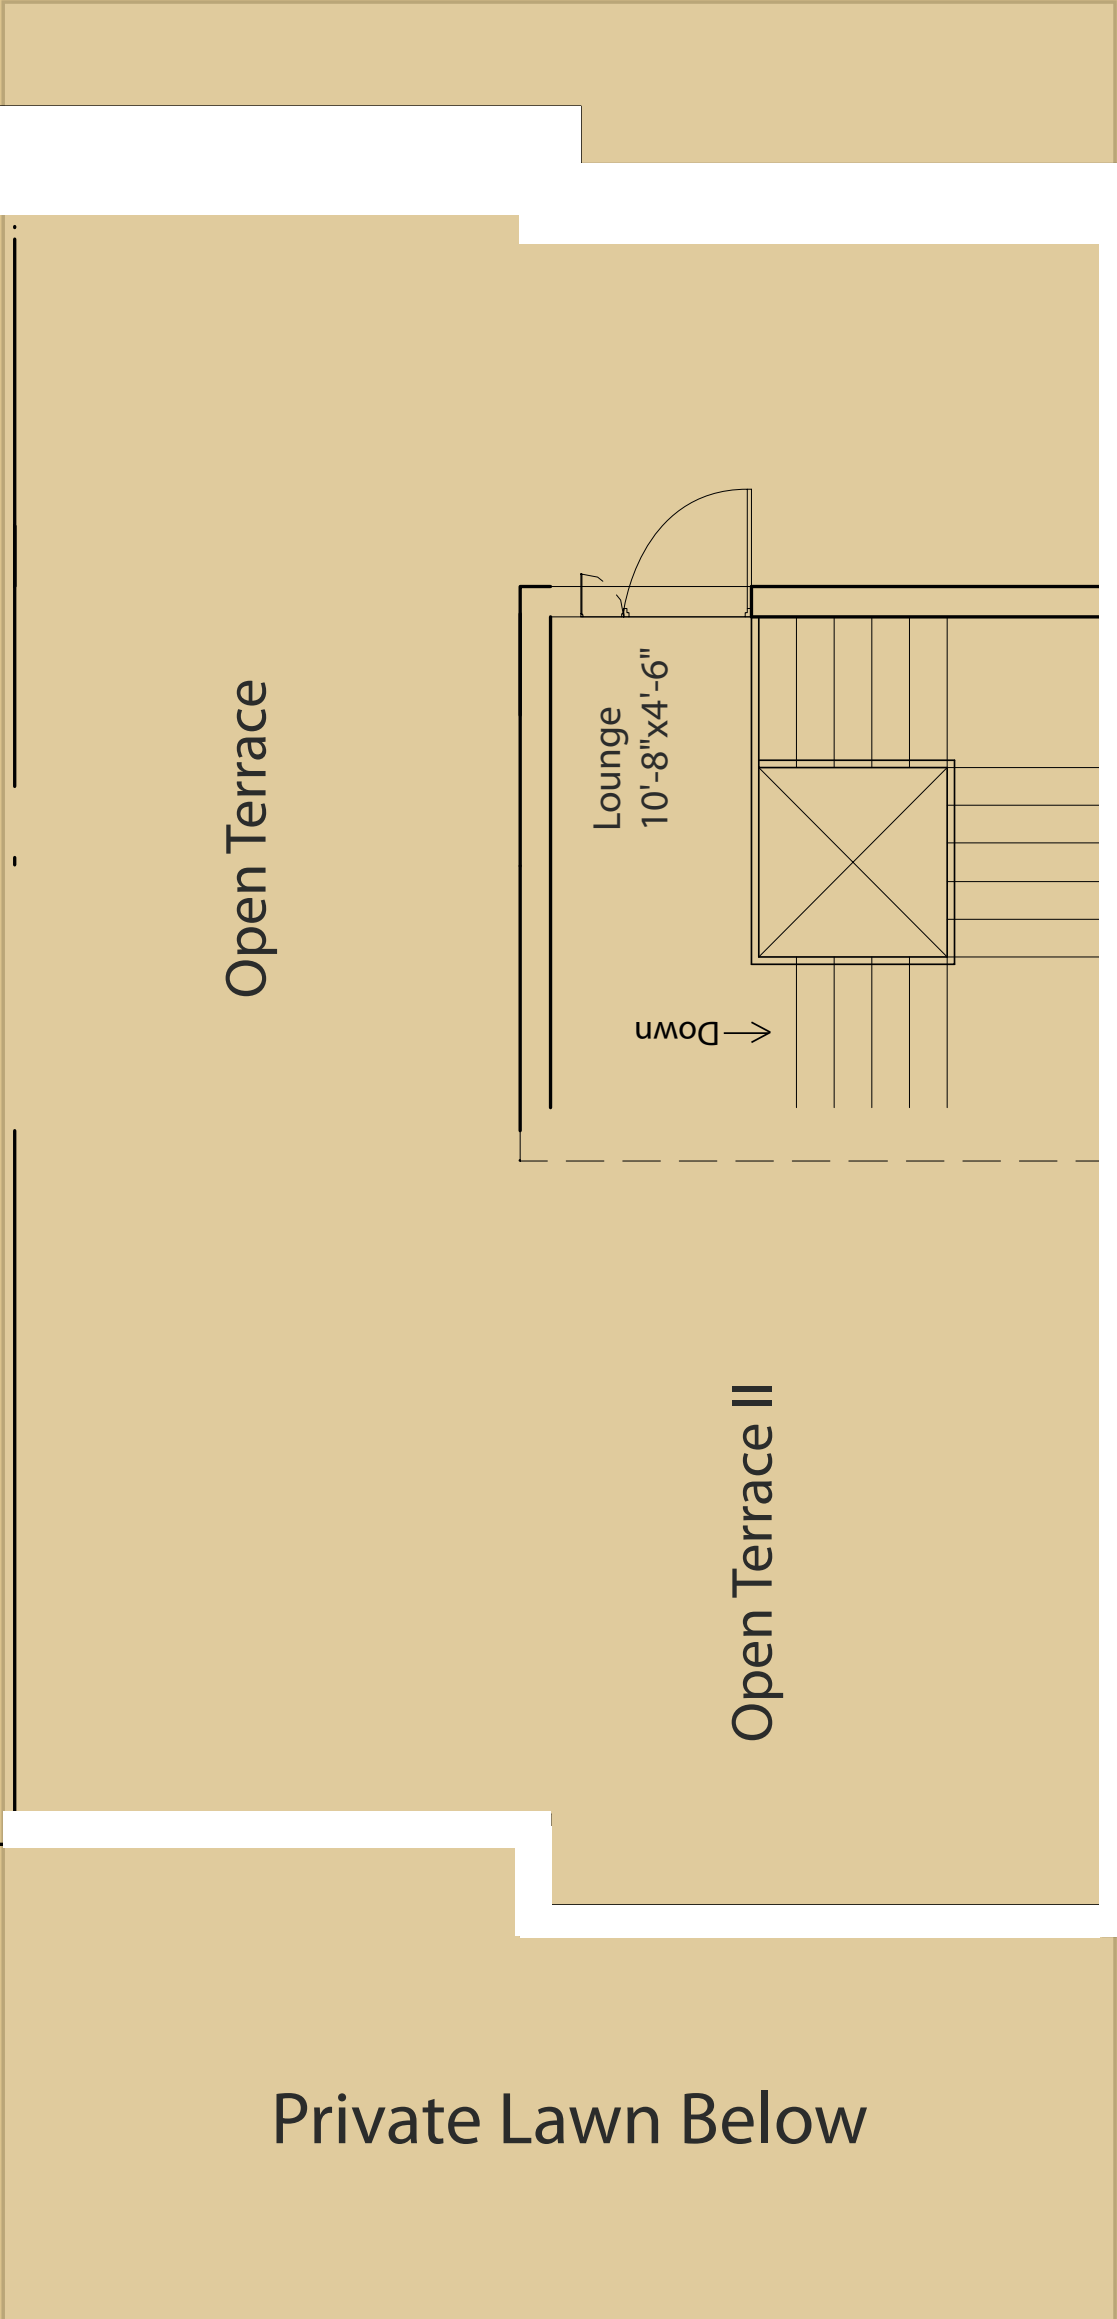 Open Terrace
Lounge
10'-8"x4'-6"
Down
Open Terrace II
Private Lawn Below